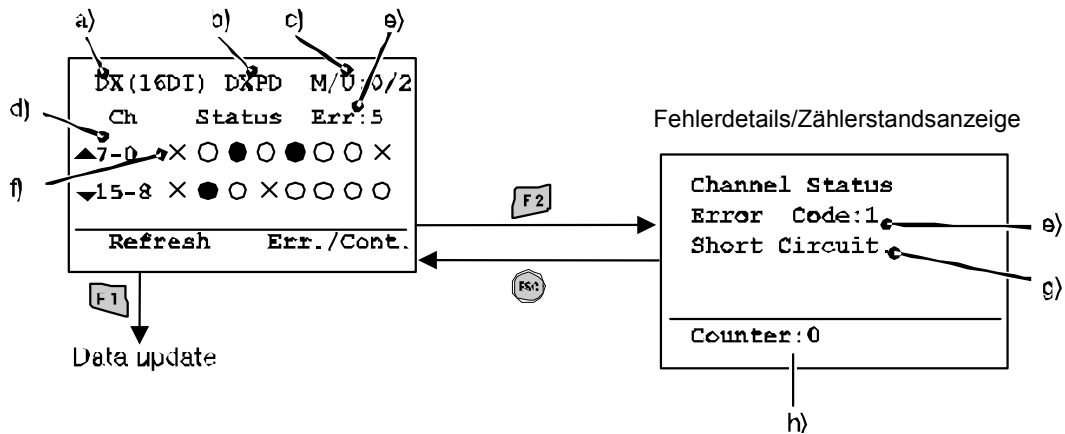 a) b) c) e)
DX(16DI) DXPD M/U:0/2
d)
Ch Status Err:5
Fehlerdetails/Zählerstandsanzeige
7-0
f)
15-8
Channel Status
Error Code:1
e)
F2
Short Circuit
Refresh Err./Cont.
g)
ESC
F1
Counter:0
Data update
h)